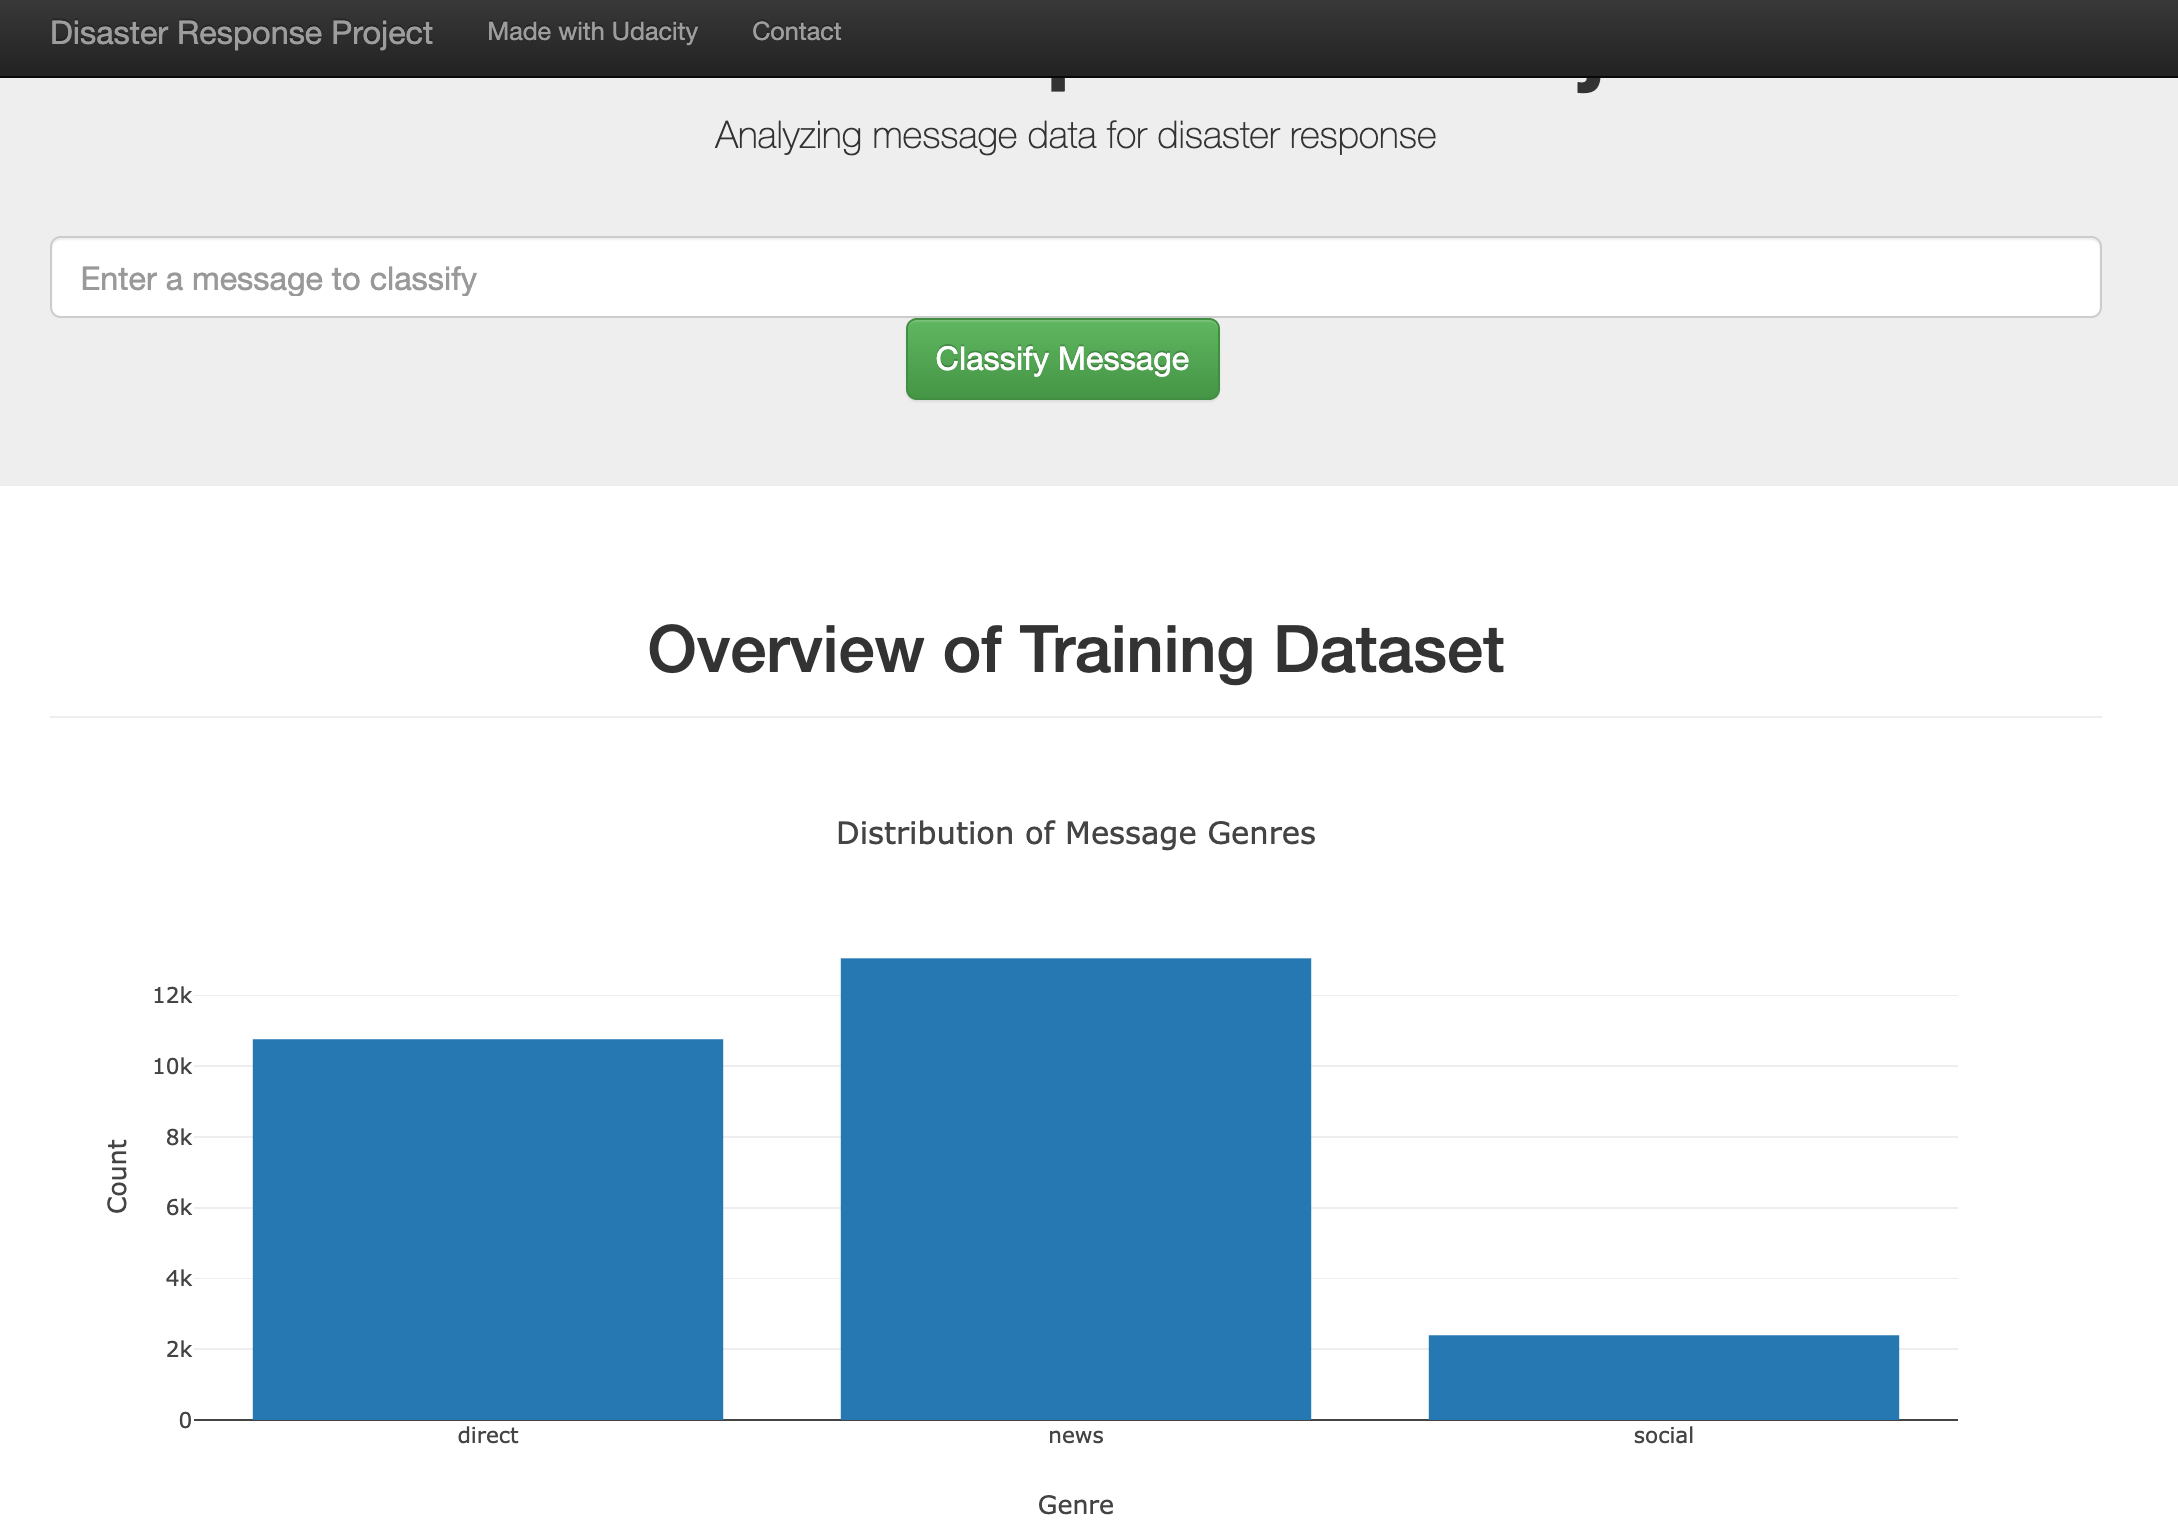 Disaster Response Project Made with Udacity Contact
Analyzing message data for disaster response
Enter a message to classify
Classify Message
Overview of Training Dataset
Distribution of Message Genres
12k
10k
8k
6k
4k
2k
0
Count
direct news social
Genre